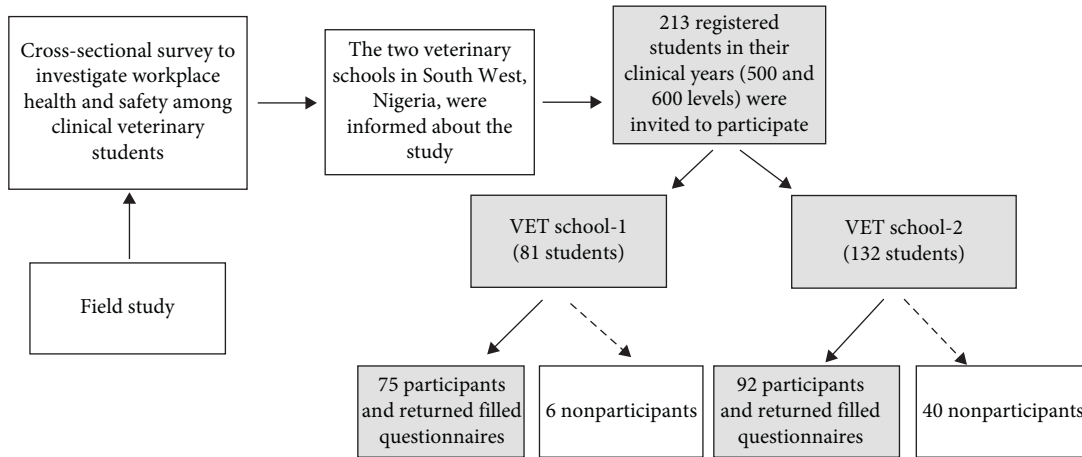 Cross-sectional survey to
investigate workplace
health and safety among
clinical veterinary
students
The two veterinary
schools in South West,
Nigeria, were
informed about the
study
213 registered
students in their
clinical years (500 and
600 levels) were
invited to participate
VET school-1
(81 students)
VET school-2
(132 students)
Field study
75 participants
and returned filled
questionnaires
6 nonparticipants
92 participants
and returned filled
questionnaires
40 nonparticipants